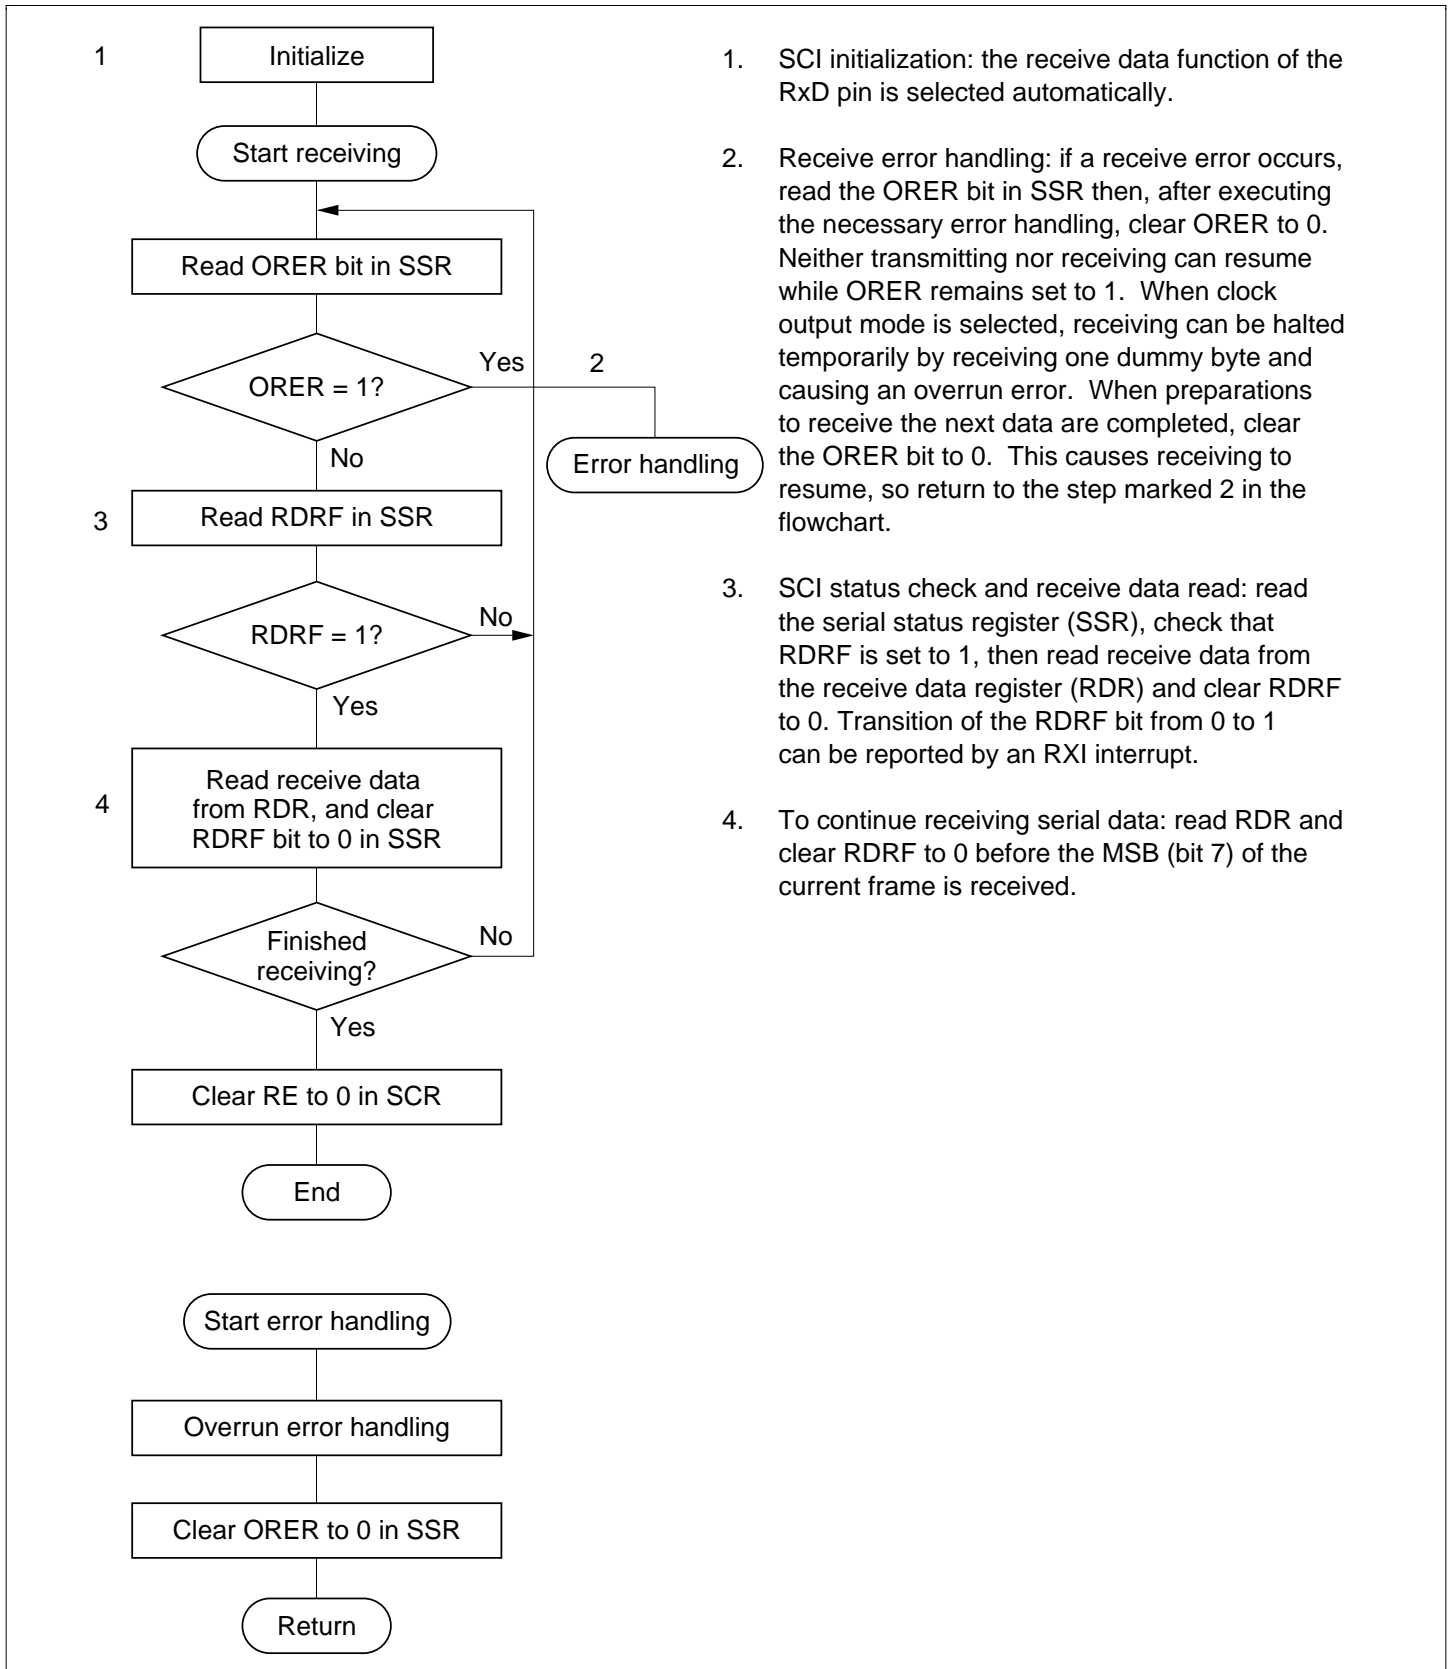 1
Initialize
Start receiving
Read ORER bit in SSR
ORER = 1?
Yes
2
No
Error handling
3
Read RDRF in SSR
RDRF = 1?
No
Yes
4
Read receive data
from RDR, and clear
RDRF bit to 0 in SSR
Finished
receiving?
No
Yes
Clear RE to 0 in SCR
End
Start error handling
Overrun error handling
Clear ORER to 0 in SSR
Return
1. SCI initialization: the receive data function of the
RxD pin is selected automatically.
2. Receive error handling: if a receive error occurs,
read the ORER bit in SSR then, after executing
the necessary error handling, clear ORER to 0.
Neither transmitting nor receiving can resume
while ORER remains set to 1. When clock
output mode is selected, receiving can be halted
temporarily by receiving one dummy byte and
causing an overrun error. When preparations
to receive the next data are completed, clear
the ORER bit to 0. This causes receiving to
resume, so return to the step marked 2 in the
flowchart.
3. SCI status check and receive data read: read
the serial status register (SSR), check that
RDRF is set to 1, then read receive data from
the receive data register (RDR) and clear RDRF
to 0. Transition of the RDRF bit from 0 to 1
can be reported by an RXI interrupt.
4. To continue receiving serial data: read RDR and
clear RDRF to 0 before the MSB (bit 7) of the
current frame is received.